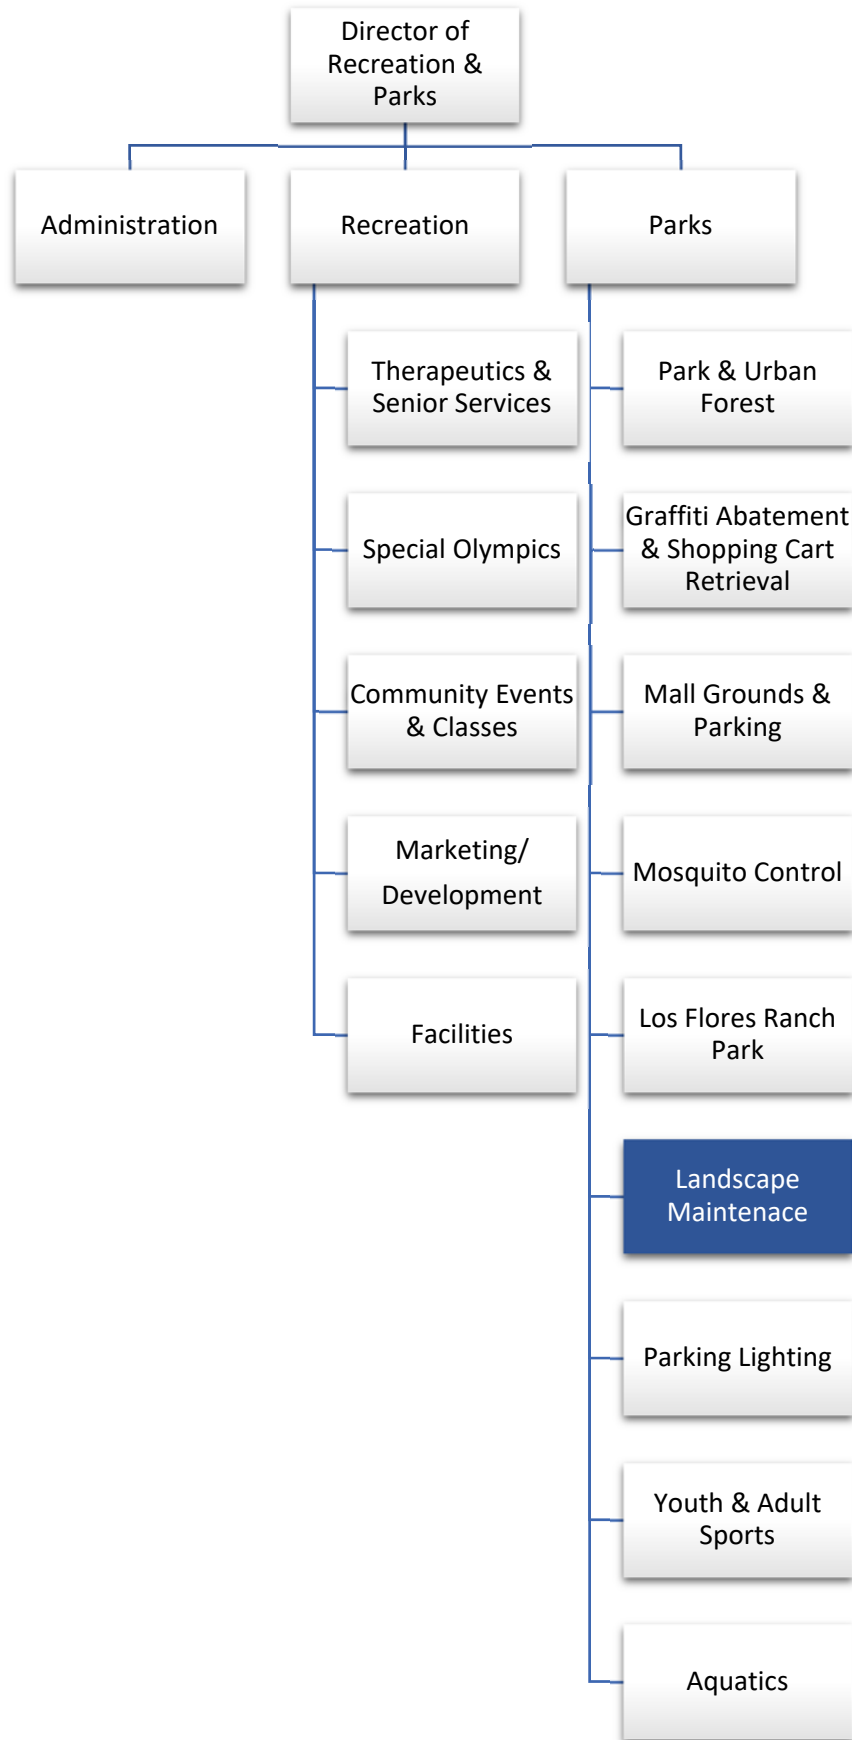 Director of
Recreation &
Parks
Administration
Recreation
Parks
Therapeutics &
Senior Services
Special Olympics
Community Events
& Classes
Marketing/
Development
Facilities
Park & Urban
Forest
Graffiti Abatement
& Shopping Cart
Retrieval
Mall Grounds &
Parking
Mosquito Control
Los Flores Ranch
Park
Landscape
Maintenace
Parking Lighting
Youth & Adult
Sports
Aquatics